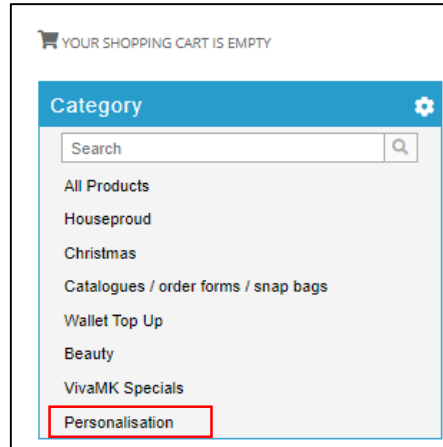 YOUR SHOPPING CART IS EMPTY
Category
Search
All Products
Houseproud
Christmas
Catalogues / order forms / snap bags
Wallet Top Up
Beauty
VivaMK Specials
Personalisation